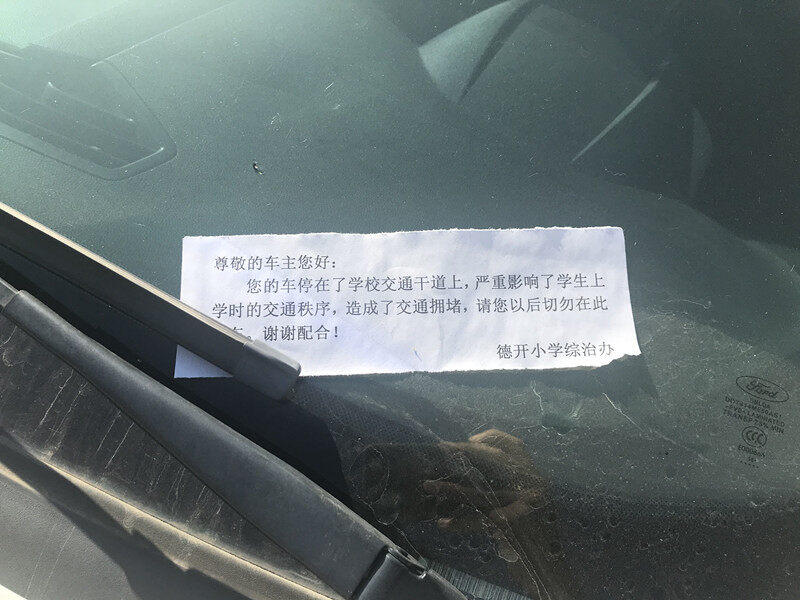 尊敬的车主您好：
您的车停在了学校交通干道上，严重影响了学生上
学时的交通秩序，造成了交通拥堵，请您以后切勿在此
车。谢谢配合！
德开小学综治办
Ford
LAMINATED
CCC